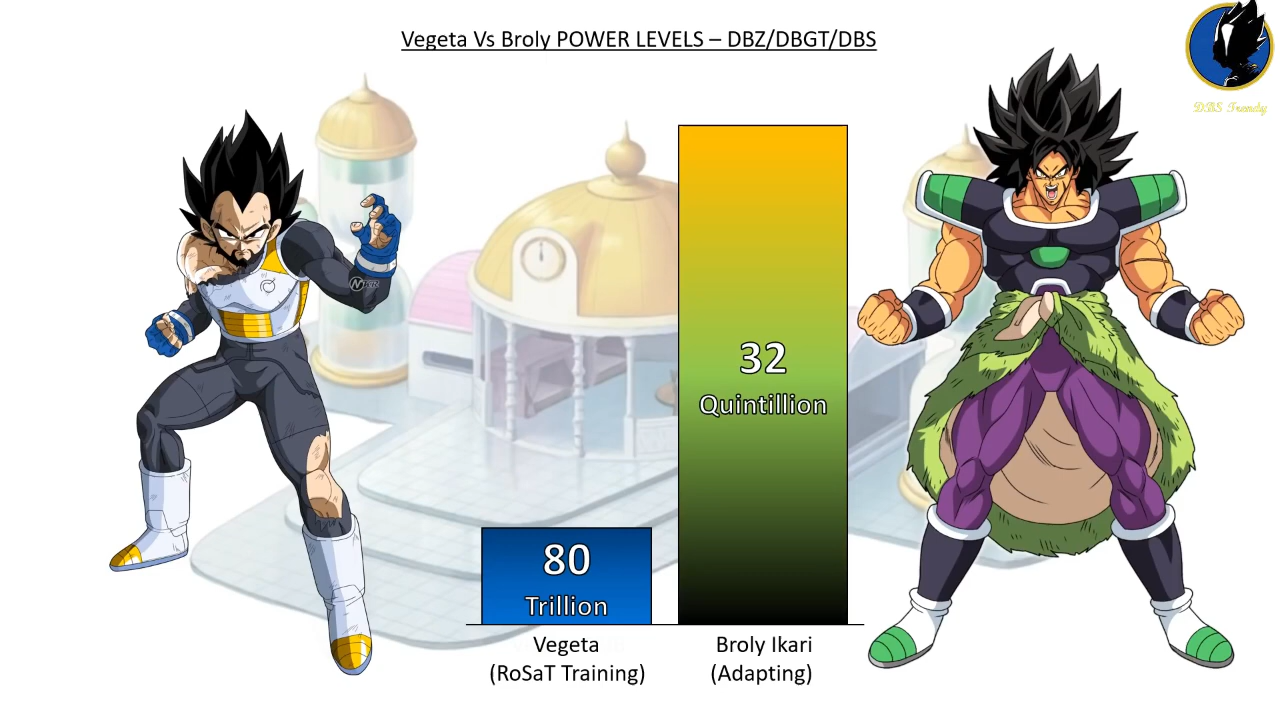 Vegeta Vs Broly POWER LEVELS – DBZ/DBGT/DBS
DBS Trendy
32
Quintillion
80
Trillion
Vegeta
(RoSaT Training)
Broly Ikari
(Adapting)